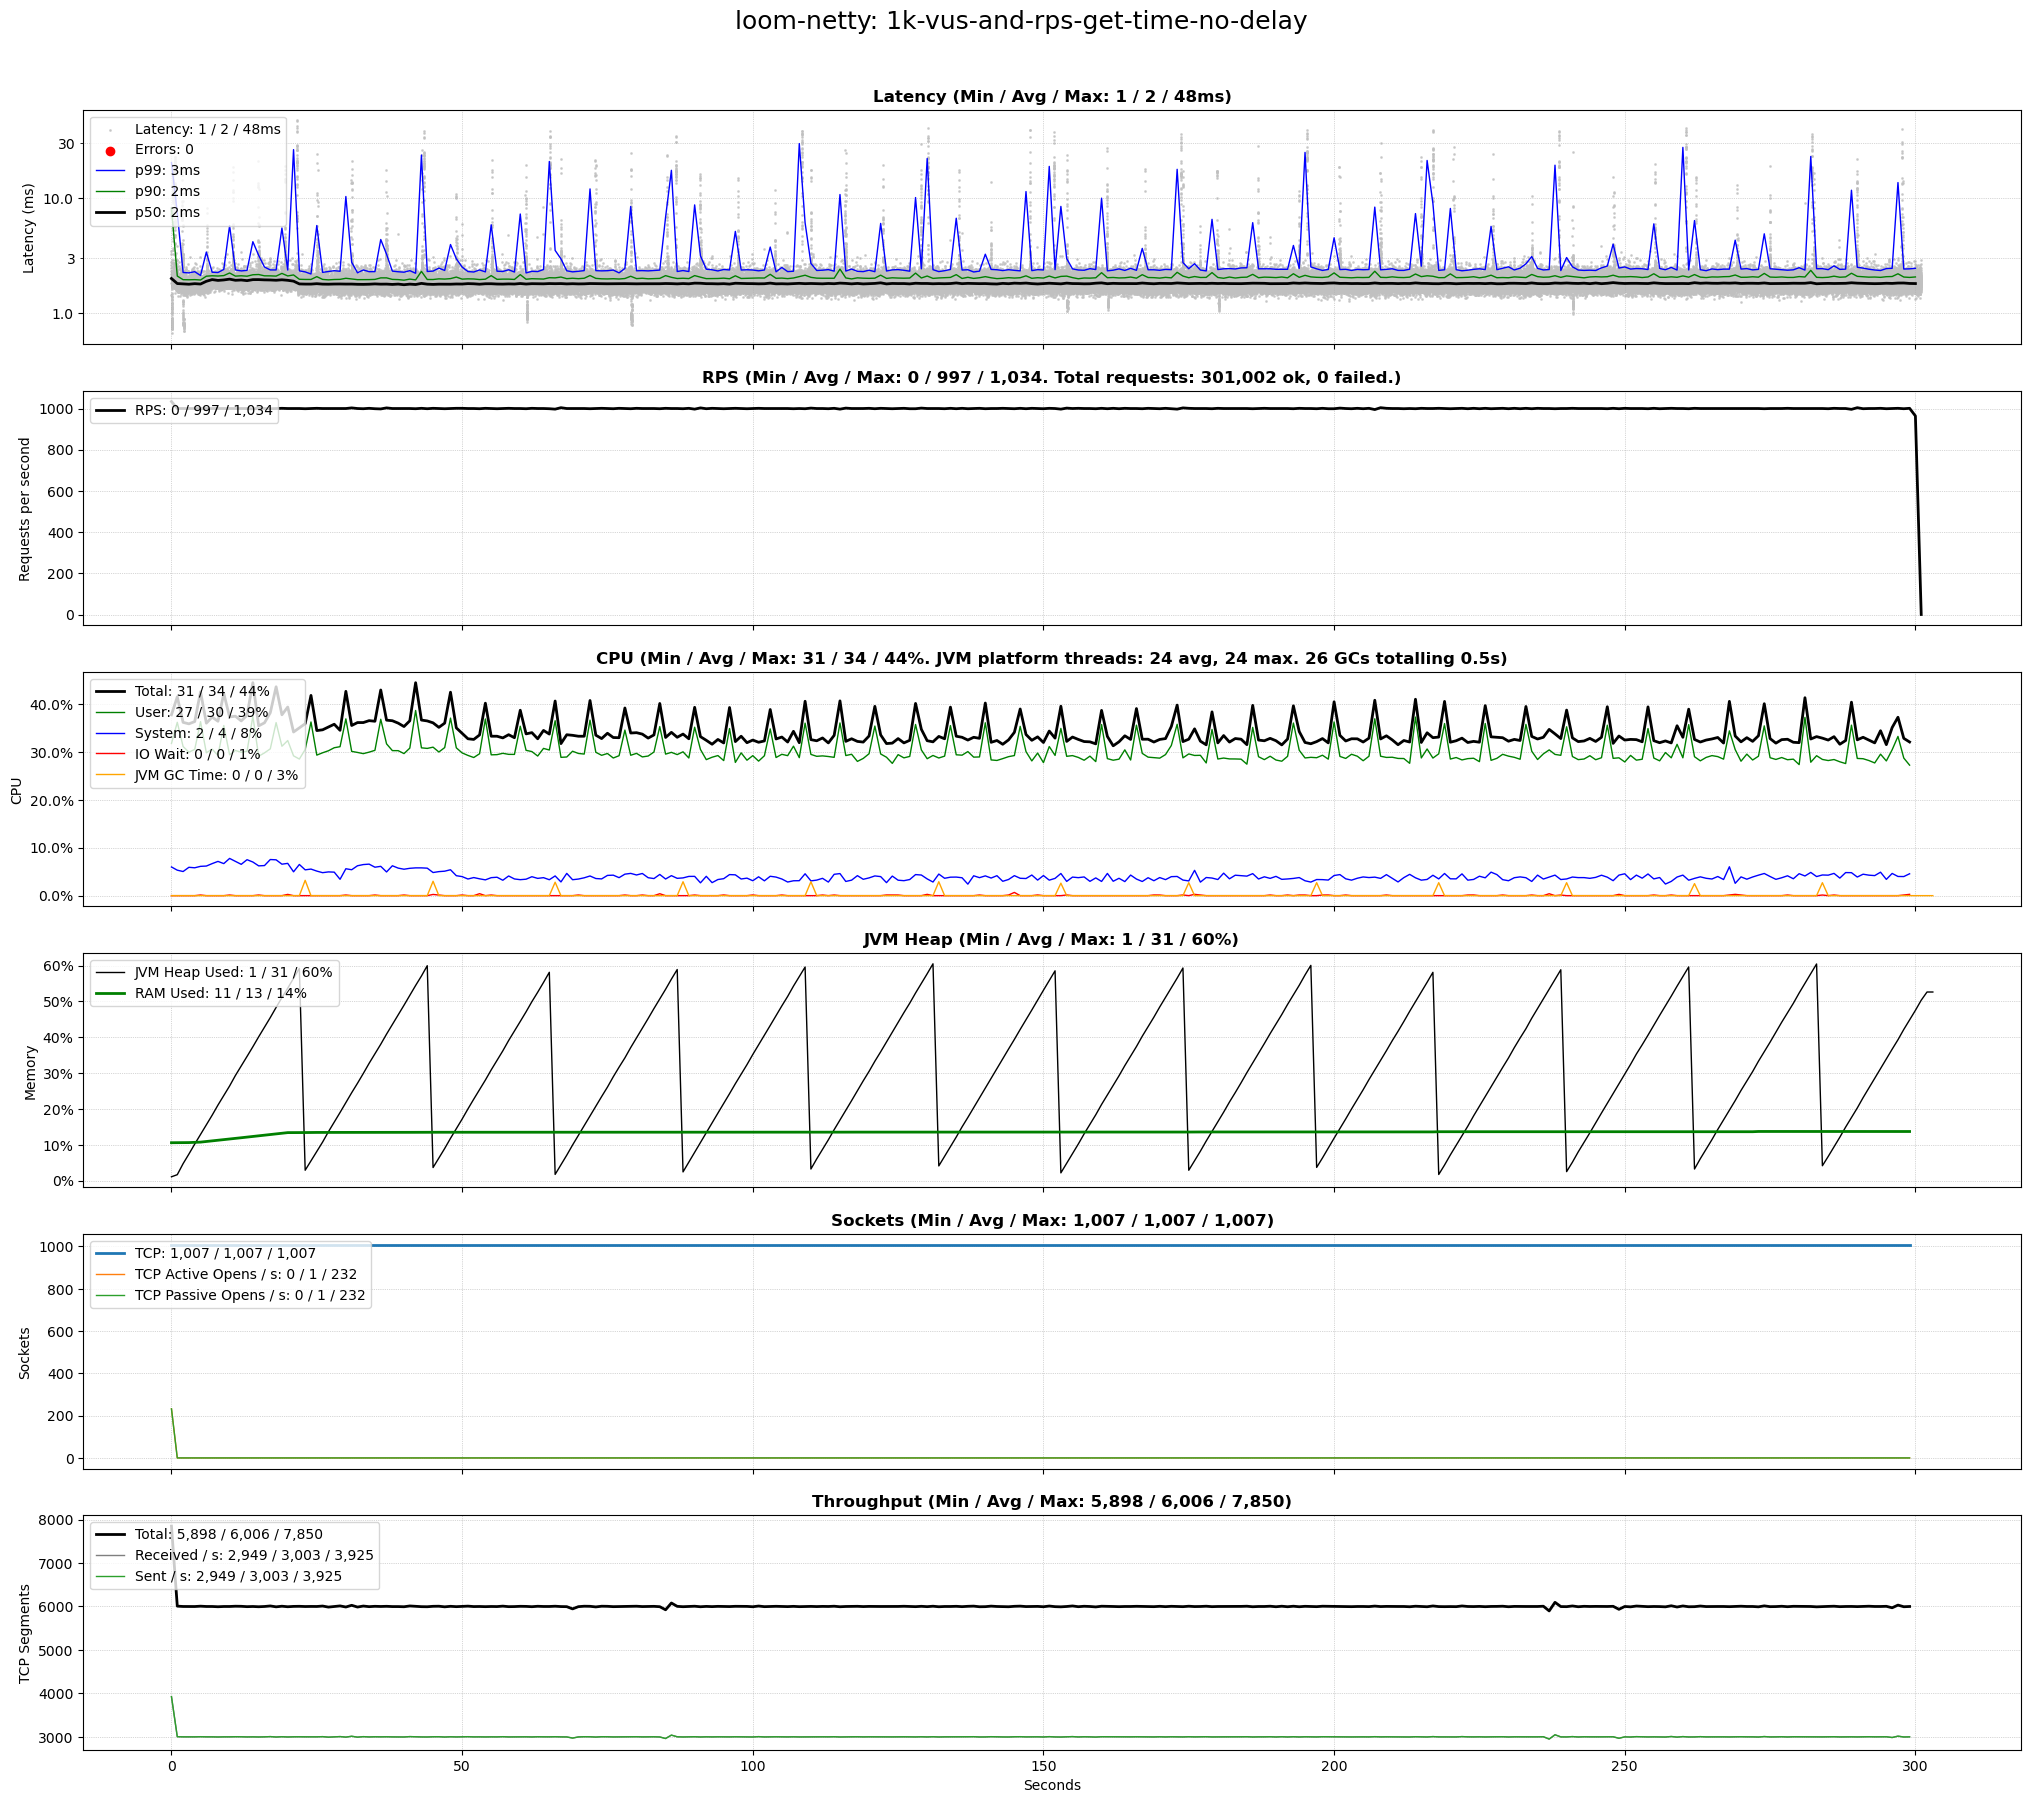 loom-netty: 1k-vus-and-rps-get-time-no-delay
Latency (Min / Avg / Max: 1 / 2 / 48ms)
Latency: 1 / 2 / 48ms
Errors: 0
p99: 3ms
p90: 2ms
p50: 2ms
Latency (ms)
30
10.0
3
1.0
RPS (Min / Avg / Max: 0 / 997 / 1,034. Total requests: 301,002 ok, 0 failed.)
RPS: 0 / 997 / 1,034
Requests per second
1000
800
600
400
200
0
CPU (Min / Avg / Max: 31 / 34 / 44%. JVM platform threads: 24 avg, 24 max. 26 GCs totalling 0.5s)
Total: 31 / 34 / 44%
User: 27 / 30 / 39%
System: 2 / 4 / 8%
IO Wait: 0 / 0 / 1%
JVM GC Time: 0 / 0 / 3%
CPU
40.0%
30.0%
20.0%
10.0%
0.0%
JVM Heap (Min / Avg / Max: 1 / 31 / 60%)
JVM Heap Used: 1 / 31 / 60%
RAM Used: 11 / 13 / 14%
Memory
60%
50%
40%
30%
20%
10%
0%
Sockets (Min / Avg / Max: 1,007 / 1,007 / 1,007)
TCP: 1,007 / 1,007 / 1,007
TCP Active Opens / s: 0 / 1 / 232
TCP Passive Opens / s: 0 / 1 / 232
Sockets
1000
800
600
400
200
0
Throughput (Min / Avg / Max: 5,898 / 6,006 / 7,850)
Total: 5,898 / 6,006 / 7,850
Received / s: 2,949 / 3,003 / 3,925
Sent / s: 2,949 / 3,003 / 3,925
TCP Segments
8000
7000
6000
5000
4000
3000
0 50 100 150 200 250 300
Seconds